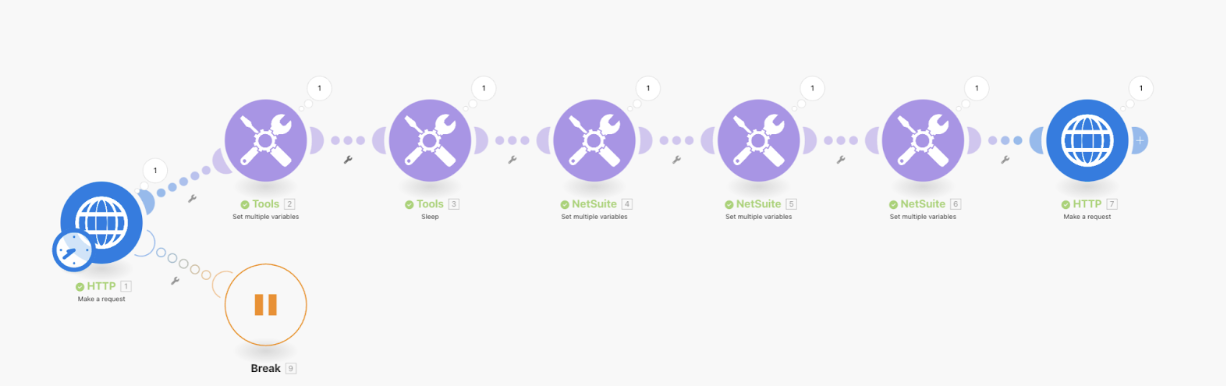 1
1
1
1
1
1
1
Tools 2
Set multiple variables
Tools 3
Sleep
NetSuite 4
Set multiple variables
NetSuite 5
Set multiple variables
NetSuite 6
Set multiple variables
HTTP 7
Make a request
HTTP 1
Make a request
Break 9